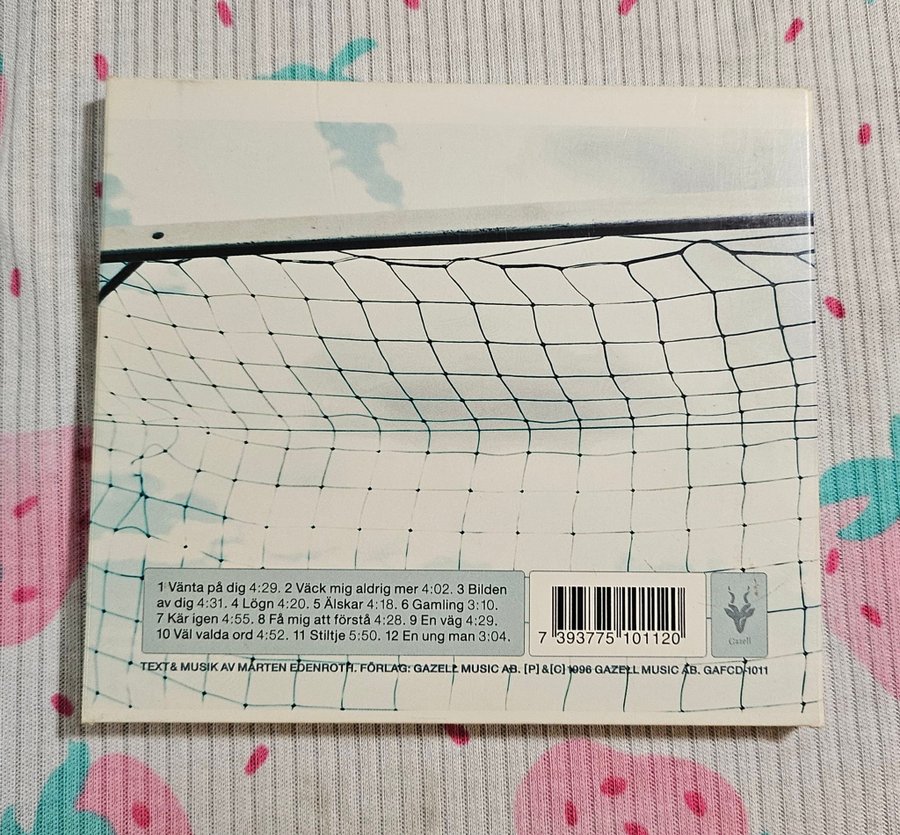 1 Vänta på dig 4:29. 2 Väck mig aldrig mer 4:02. 3 Bilden
av dig 4:31. 4 Lögn 4:20. 5 Älskar 4:18. 6 Gamling 3:10.
7 Kär igen 4:55. 8 Få mig att förstå 4:28. 9 En väg 4:29.
10 Väl valda ord 4:52. 11 Stiltje 5:50. 12 En ung man 3:04.
7 393775 101120
Gazell
TEXT & MUSIK AV MÅRTEN EDENROTH. FÖRLAG: GAZELL MUSIC AB. [P] & [C] 1996 GAZELL MUSIC AB. GAFCD-1011